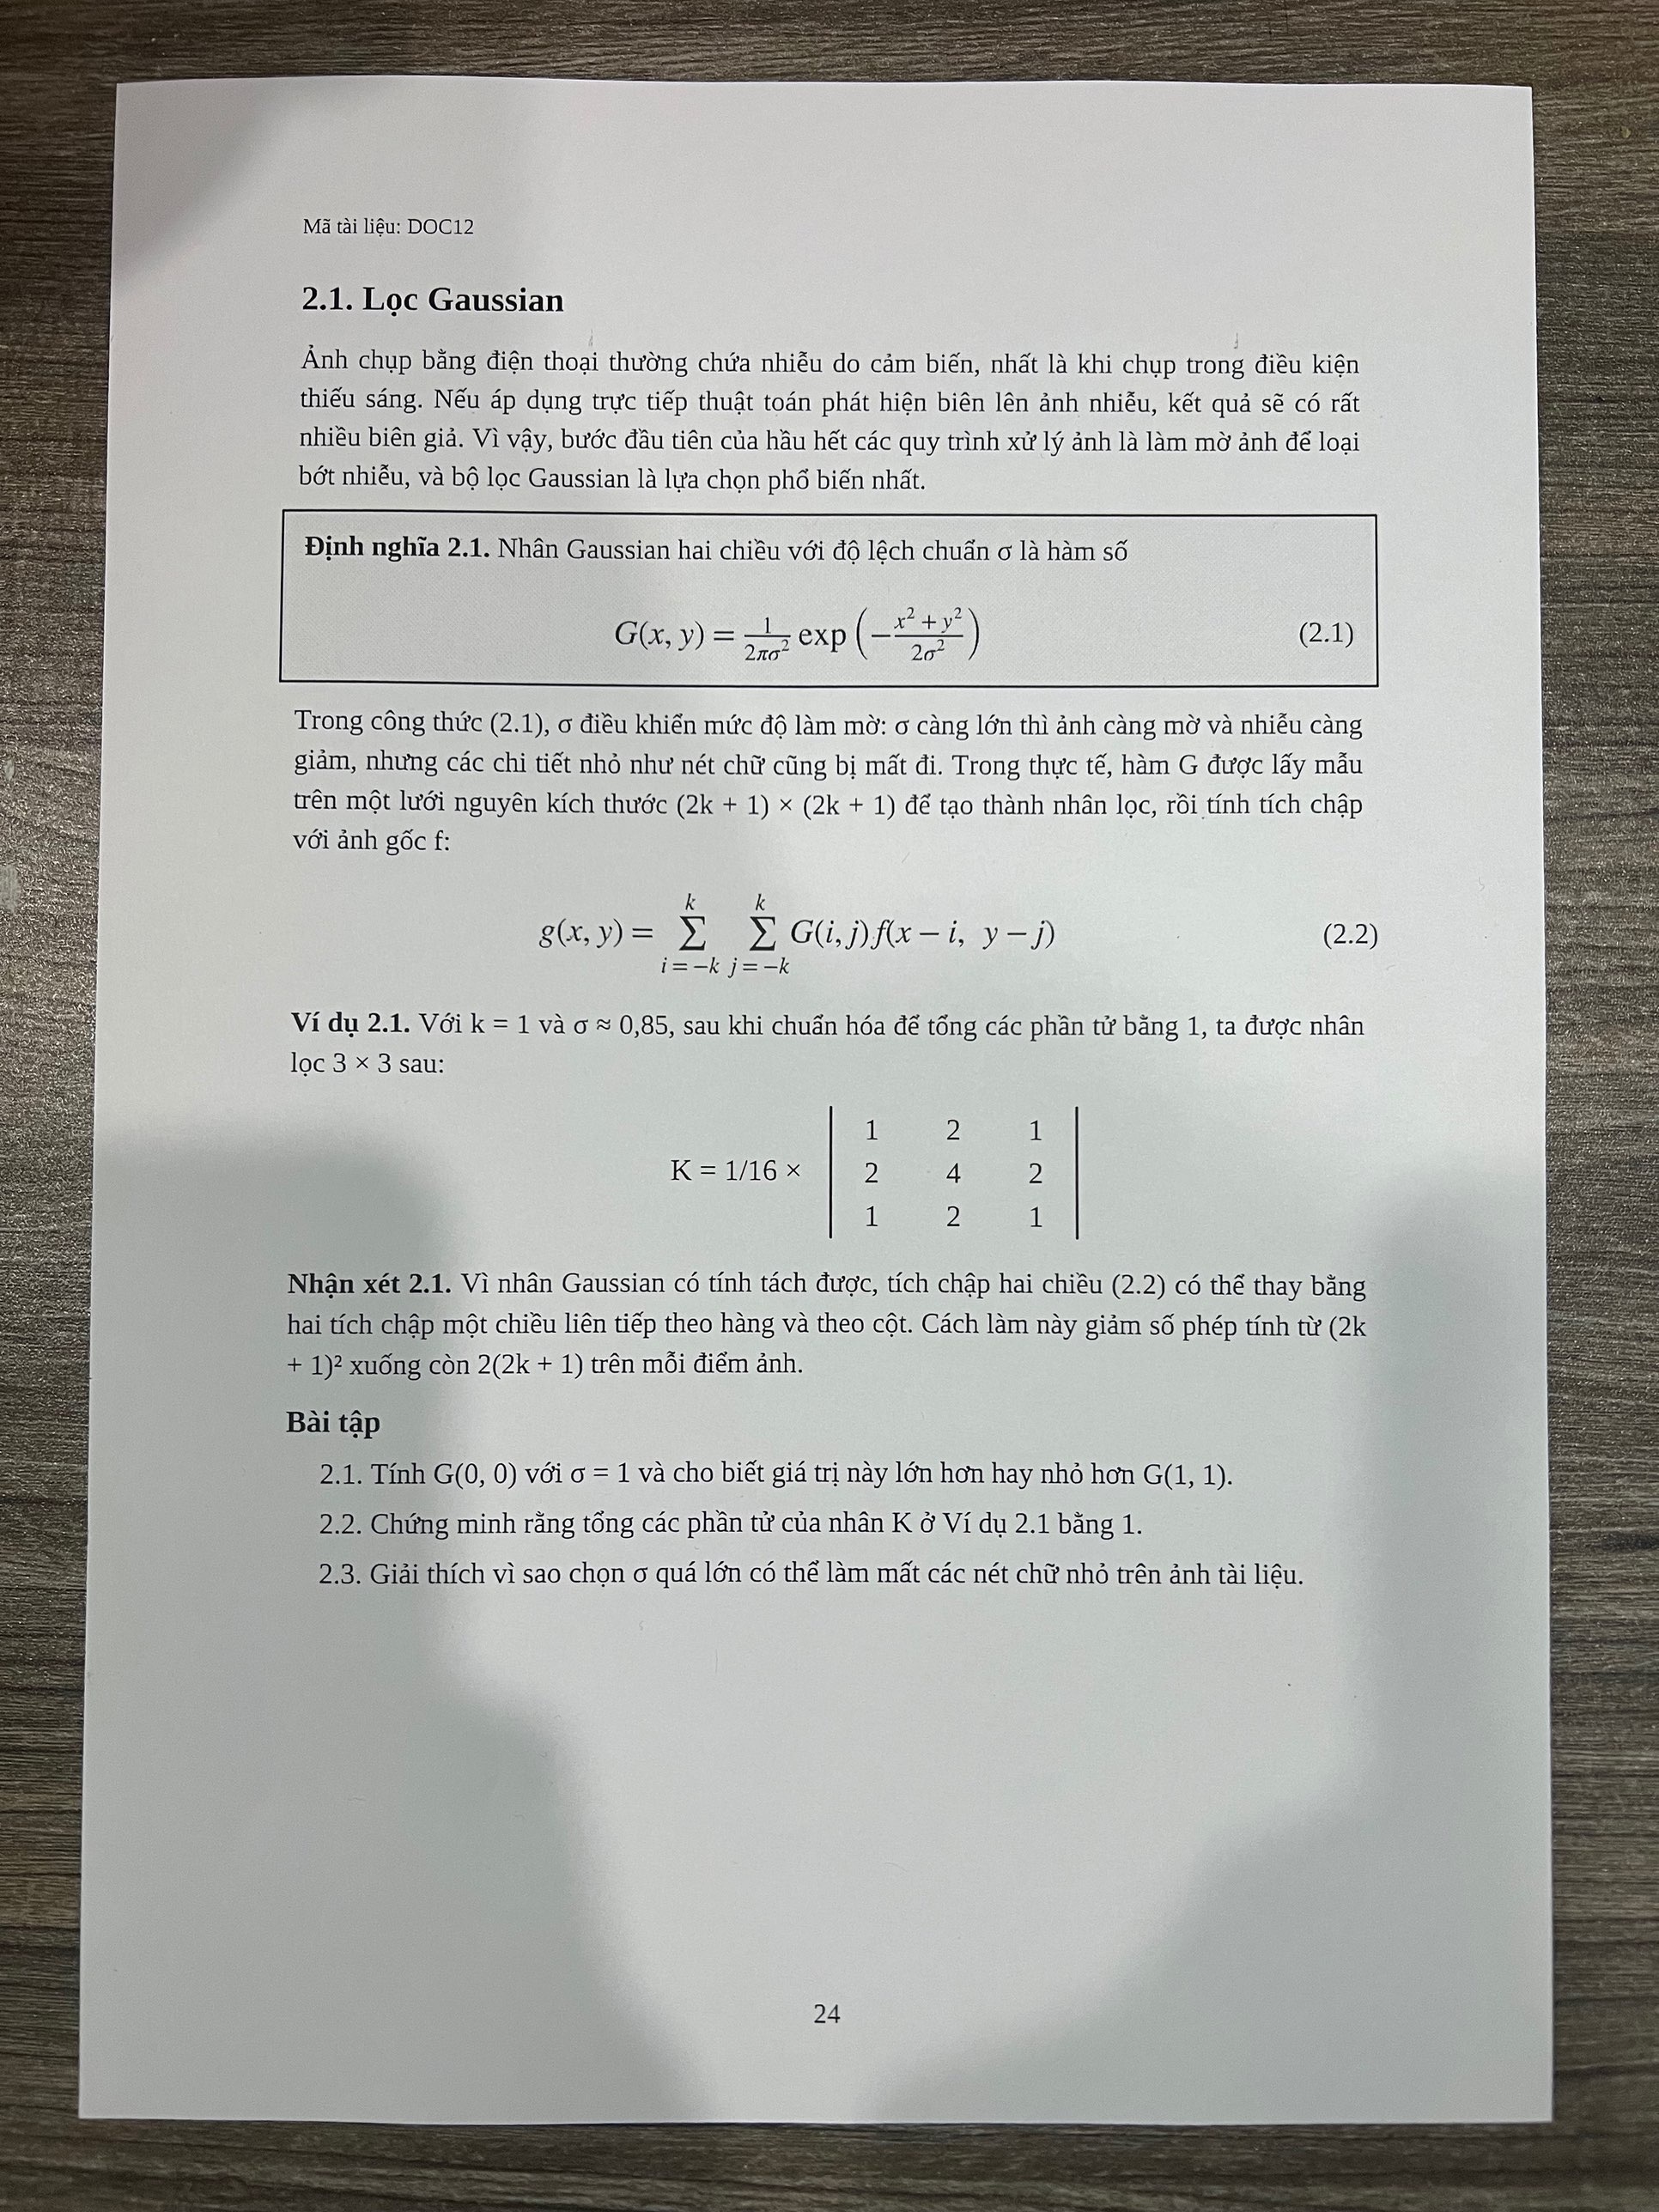 Mã tài liệu: DOC12
2.1. Lọc Gaussian
Ảnh chụp bằng điện thoại thường chứa nhiễu do cảm biến, nhất là khi chụp trong điều kiện
thiếu sáng. Nếu áp dụng trực tiếp thuật toán phát hiện biên lên ảnh nhiễu, kết quả sẽ có rất
nhiều biên giả. Vì vậy, bước đầu tiên của hầu hết các quy trình xử lý ảnh là làm mờ ảnh để loại
bớt nhiễu, và bộ lọc Gaussian là lựa chọn phổ biến nhất.
Định nghĩa 2.1. Nhân Gaussian hai chiều với độ lệch chuẩn σ là hàm số
G(x, y) = 1/(2πσ²) exp (−(x² + y²)/(2σ²)) (2.1)
Trong công thức (2.1), σ điều khiển mức độ làm mờ: σ càng lớn thì ảnh càng mờ và nhiễu càng
giảm, nhưng các chi tiết nhỏ như nét chữ cũng bị mất đi. Trong thực tế, hàm G được lấy mẫu
trên một lưới nguyên kích thước (2k + 1) × (2k + 1) để tạo thành nhân lọc, rồi tính tích chập
với ảnh gốc f:
g(x, y) = ∑_{i=−k}^{k} ∑_{j=−k}^{k} G(i, j) f(x − i, y − j) (2.2)
Ví dụ 2.1. Với k = 1 và σ ≈ 0,85, sau khi chuẩn hóa để tổng các phần tử bằng 1, ta được nhân
lọc 3 × 3 sau:
1 2 1
K = 1/16 × 2 4 2
1 2 1
Nhận xét 2.1. Vì nhân Gaussian có tính tách được, tích chập hai chiều (2.2) có thể thay bằng
hai tích chập một chiều liên tiếp theo hàng và theo cột. Cách làm này giảm số phép tính từ (2k
+ 1)² xuống còn 2(2k + 1) trên mỗi điểm ảnh.
Bài tập
2.1. Tính G(0, 0) với σ = 1 và cho biết giá trị này lớn hơn hay nhỏ hơn G(1, 1).
2.2. Chứng minh rằng tổng các phần tử của nhân K ở Ví dụ 2.1 bằng 1.
2.3. Giải thích vì sao chọn σ quá lớn có thể làm mất các nét chữ nhỏ trên ảnh tài liệu.
24